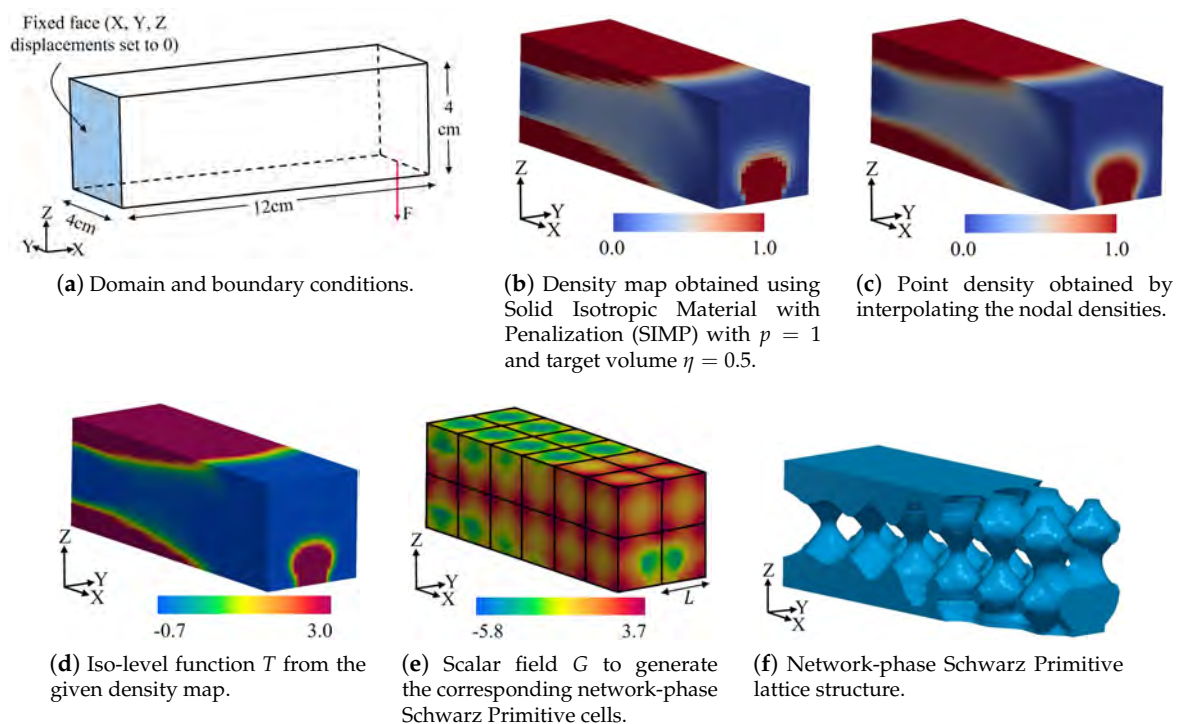 Fixed face (X, Y, Z
displacements set to 0)
4
cm
4cm
12cm
F
Z
Y
X
(a) Domain and boundary conditions.
Z
Y
X
0.0
1.0
(b) Density map obtained using
Solid Isotropic Material with
Penalization (SIMP) with p = 1
and target volume η = 0.5.
Z
Y
X
0.0
1.0
(c) Point density obtained by
interpolating the nodal densities.
Z
Y
X
-0.7
3.0
(d) Iso-level function T from the
given density map.
Z
Y
X
L
-5.8
3.7
(e) Scalar field G to generate
the corresponding network-phase
Schwarz Primitive cells.
Z
Y
X
(f) Network-phase Schwarz Primitive
lattice structure.